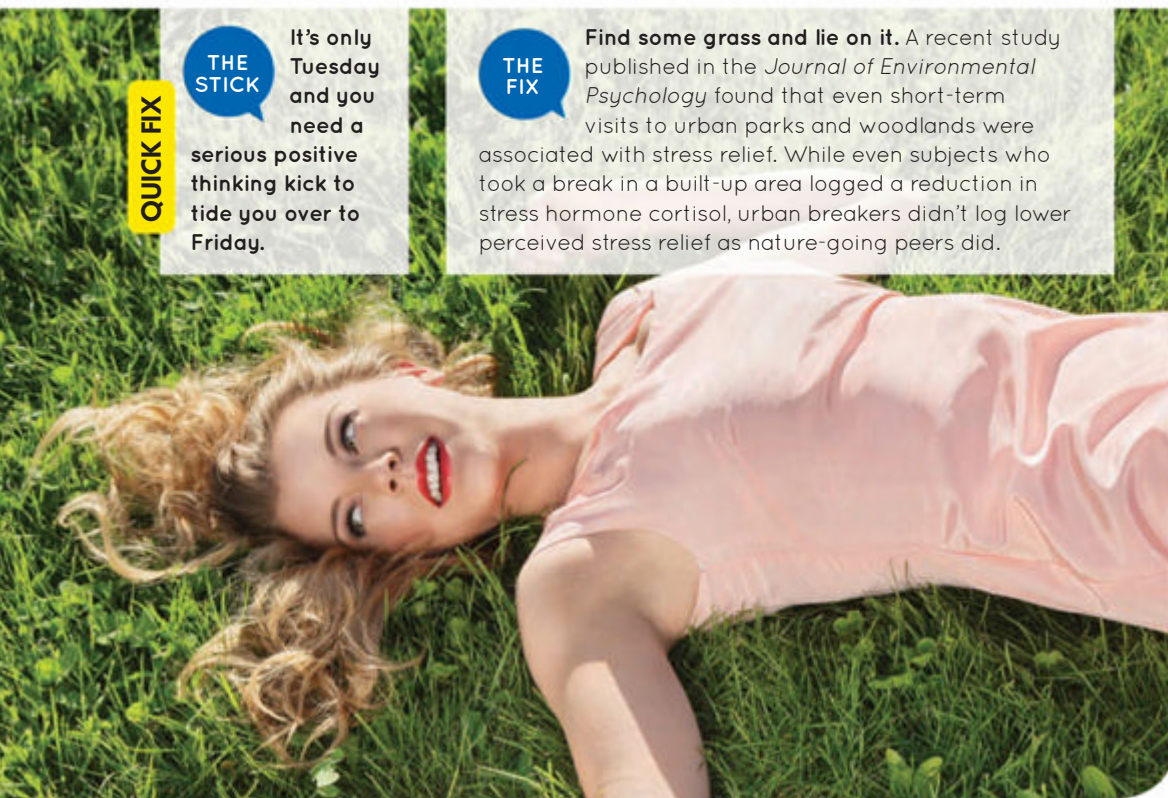 QUICK FIX
THE
STICK
It's only
Tuesday
and you
need a
serious positive
thinking kick to
tide you over to
Friday.
THE
FIX
Find some grass and lie on it. A recent study
published in the Journal of Environmental
Psychology found that even short-term
visits to urban parks and woodlands were
associated with stress relief. While even subjects who
took a break in a built-up area logged a reduction in
stress hormone cortisol, urban breakers didn't log lower
perceived stress relief as nature-going peers did.